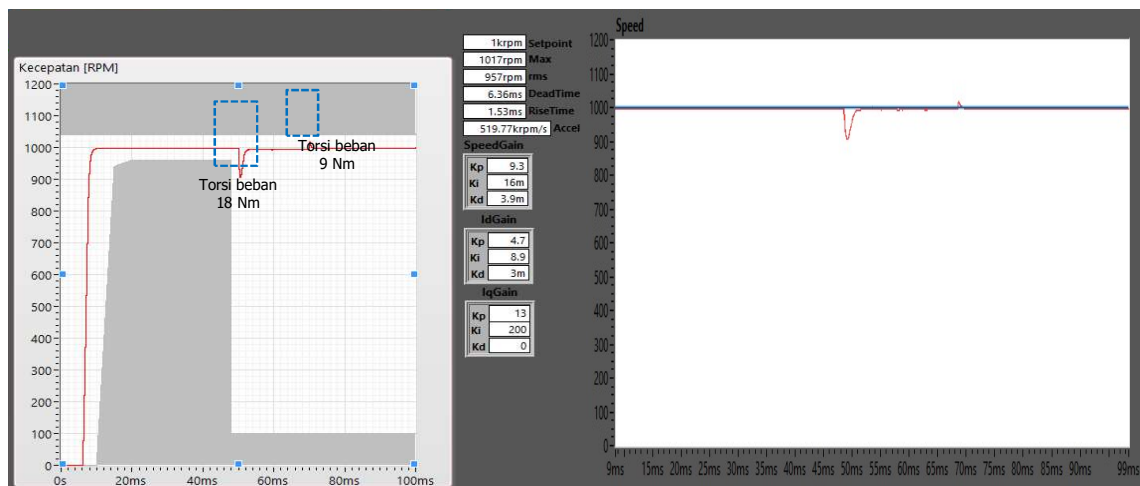 Kecepatan [RPM]
1200
1100
1000
900
800
700
600
500
400
300
200
100
0
0s 20ms 40ms 60ms 80ms 100ms
Torsi beban
18 Nm
Torsi beban
9 Nm
1krpm Setpoint
1017rpm Max
957rpm rms
6.36ms DeadTime
1.53ms RiseTime
519.77krpm/s Accel
SpeedGain
Kp 9.3
Ki 16m
Kd 3.9m
IdGain
Kp 4.7
Ki 8.9
Kd 3m
IqGain
Kp 13
Ki 200
Kd 0
Speed
1200
1100
1000
900
800
700
600
500
400
300
200
100
0
9ms 15ms 20ms 25ms 30ms 35ms 40ms 45ms 50ms 55ms 60ms 65ms 70ms 75ms 80ms 85ms 90ms 99ms